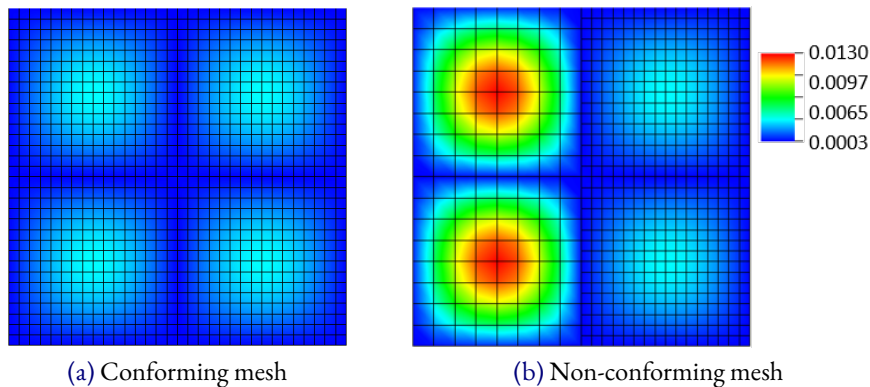 0.0130
0.0097
0.0065
0.0003
(a) Conforming mesh
(b) Non-conforming mesh